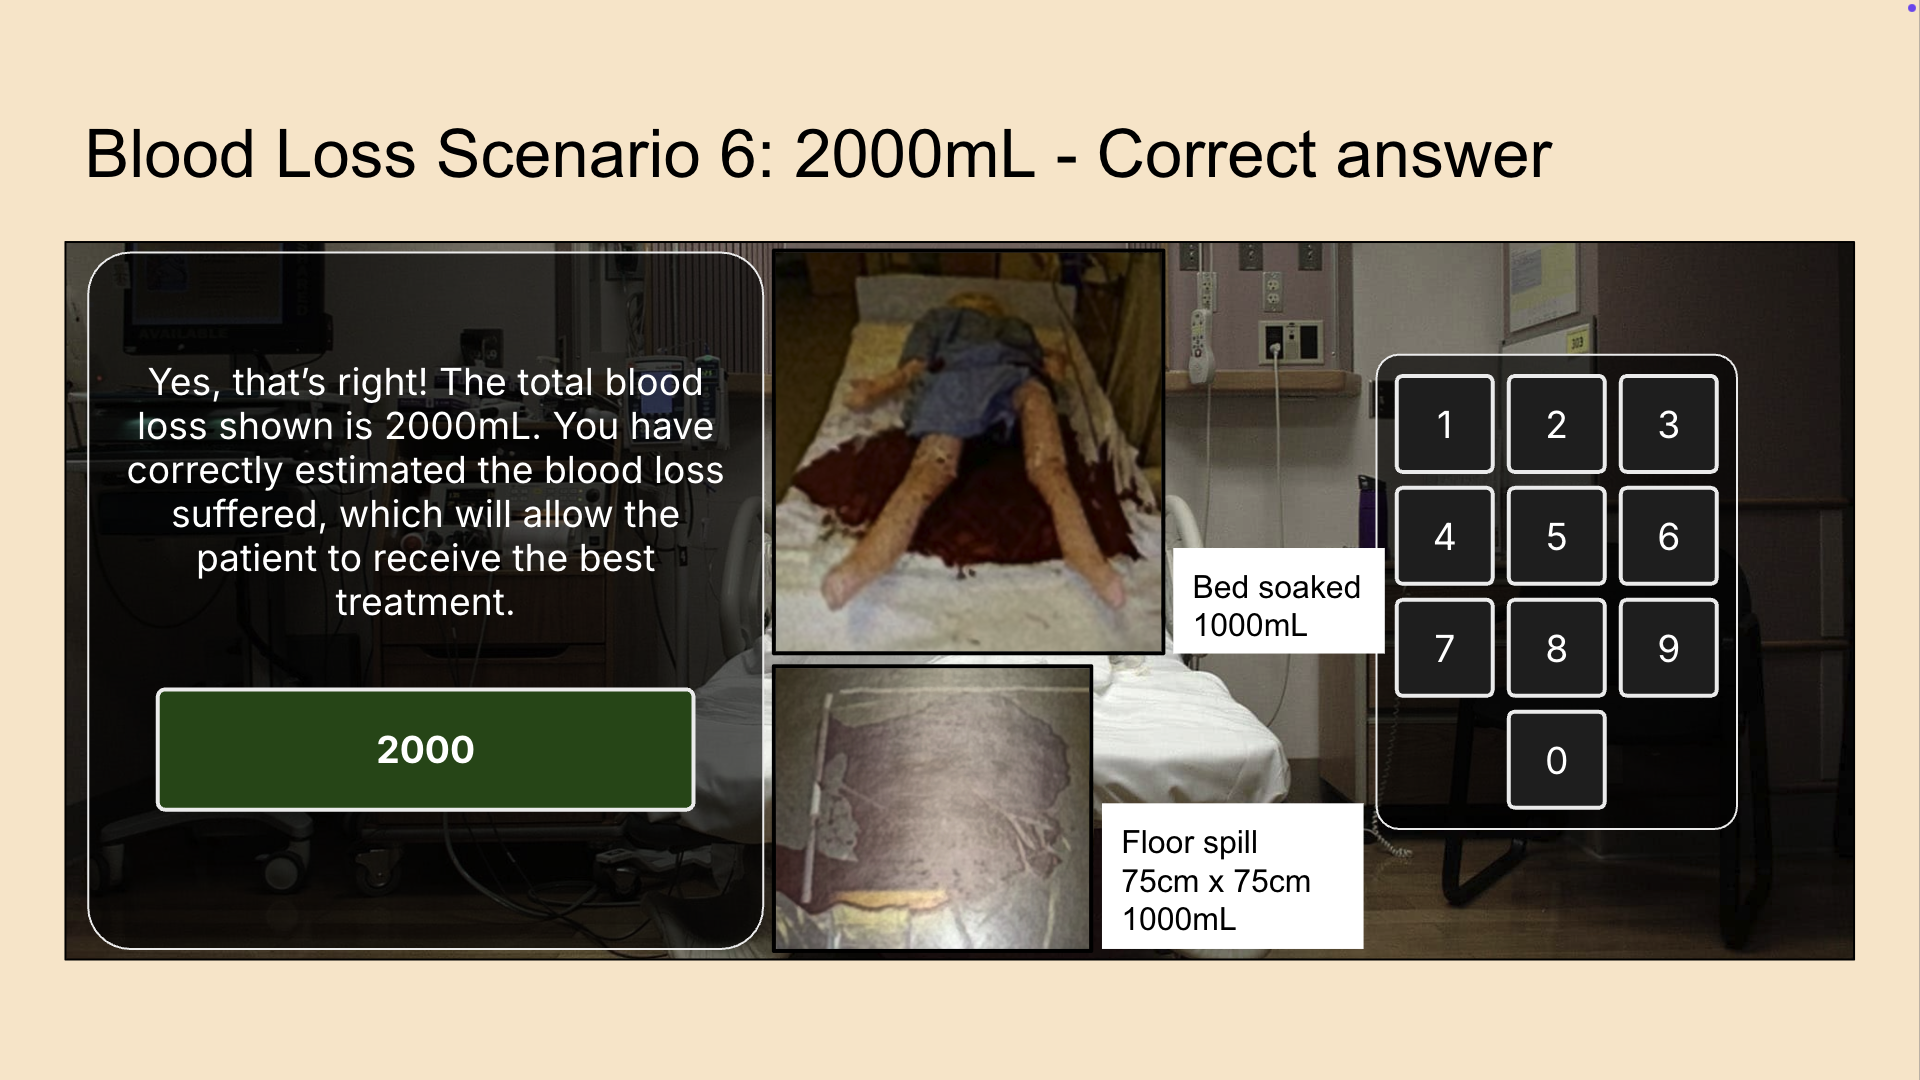 Blood Loss Scenario 6: 2000mL - Correct answer
Yes, that’s right! The total blood
loss shown is 2000mL. You have
correctly estimated the blood loss
suffered, which will allow the
patient to receive the best
treatment.
2000
Bed soaked
1000mL
Floor spill
75cm x 75cm
1000mL
1 2 3
4 5 6
7 8 9
0
AVAILABLE
303